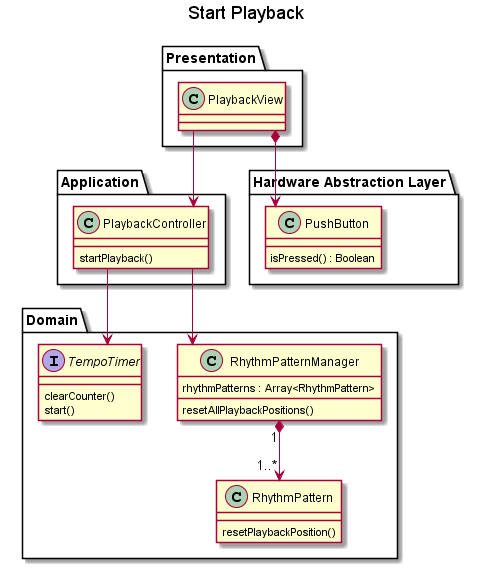 Start Playback
Presentation
C PlaybackView
Application
C PlaybackController
startPlayback()
Hardware Abstraction Layer
C PushButton
isPressed() : Boolean
Domain
I TempoTimer
clearCounter()
start()
C RhythmPatternManager
rhythmPatterns : Array<RhythmPattern>
resetAllPlaybackPositions()
1
1..*
C RhythmPattern
resetPlaybackPosition()